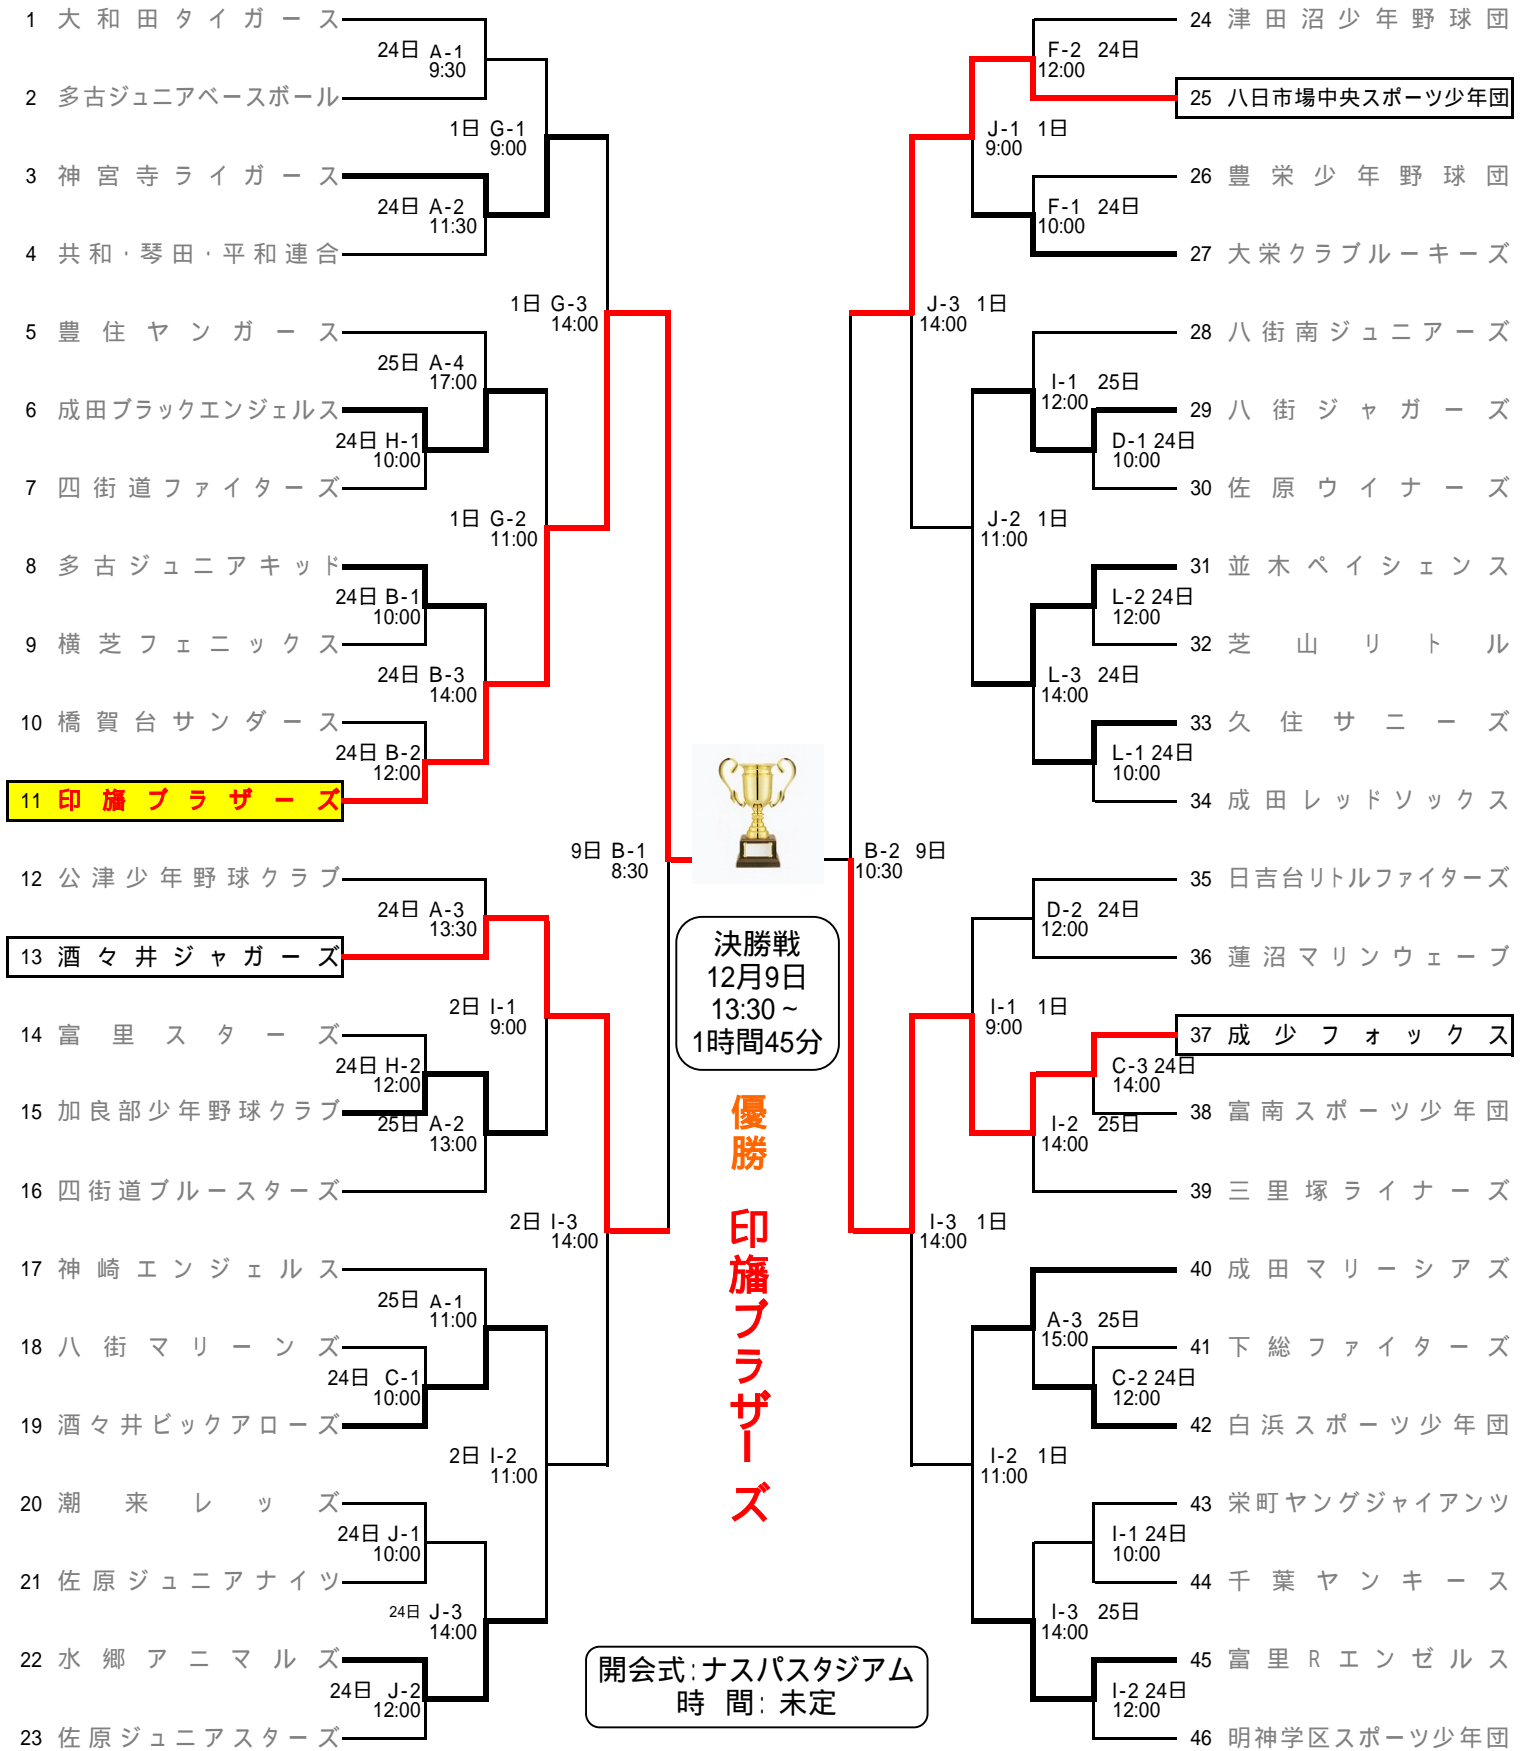 1 大和田タイガース
24日 A-1
9:30
2 多古ジュニアベースボール
1日 G-1
9:00
3 神宮寺ライガース
24日 A-2
11:30
4 共和・琴田・平和連合
1日 G-3
14:00
5 豊住ヤンガース
25日 A-4
17:00
6 成田ブラックエンジェルス
24日 H-1
10:00
7 四街道ファイターズ
1日 G-2
11:00
8 多古ジュニアキッド
24日 B-1
10:00
9 横芝フェニックス
24日 B-3
14:00
10 橋賀台サンダース
24日 B-2
12:00
11 印旛ブラザーズ
9日 B-1
8:30
12 公津少年野球クラブ
24日 A-3
13:30
13 酒々井ジャガーズ
2日 I-1
9:00
14 富里スターズ
24日 H-2
12:00
15 加良部少年野球クラブ
25日 A-2
13:00
16 四街道ブルースターズ
2日 I-3
14:00
17 神崎エンジェルス
25日 A-1
11:00
18 八街マリーンズ
24日 C-1
10:00
19 酒々井ビックアローズ
2日 I-2
11:00
20 潮来レッズ
24日 J-1
10:00
21 佐原ジュニアナイツ
24日 J-3
14:00
22 水郷アニマルズ
24日 J-2
12:00
23 佐原ジュニアスターズ
決勝戦
12月9日
13:30～
1時間45分
優勝 印旛ブラザーズ
開会式:ナスパスタジアム
時 間: 未定
24 津田沼少年野球団
F-2 24日
12:00
25 八日市場中央スポーツ少年団
J-1 1日
9:00
26 豊栄少年野球団
F-1 24日
10:00
27 大栄クラブルーキーズ
J-3 1日
14:00
28 八街南ジュニアーズ
I-1 25日
12:00
29 八街ジャガーズ
D-1 24日
10:00
30 佐原ウイナーズ
J-2 1日
11:00
31 並木ペイシェンス
L-2 24日
12:00
32 芝山リトル
L-3 24日
14:00
33 久住サニーズ
L-1 24日
10:00
34 成田レッドソックス
B-2 9日
10:30
35 日吉台リトルファイターズ
D-2 24日
12:00
36 蓮沼マリンウェーブ
I-1 1日
9:00
37 成少フォックス
C-3 24日
14:00
38 富南スポーツ少年団
I-2 25日
14:00
39 三里塚ライナーズ
I-3 1日
14:00
40 成田マリーシアズ
A-3 25日
15:00
41 下総ファイターズ
C-2 24日
12:00
42 白浜スポーツ少年団
I-2 1日
11:00
43 栄町ヤングジャイアンツ
I-1 24日
10:00
44 千葉ヤンキース
I-3 25日
14:00
45 富里Rエンゼルス
I-2 24日
12:00
46 明神学区スポーツ少年団